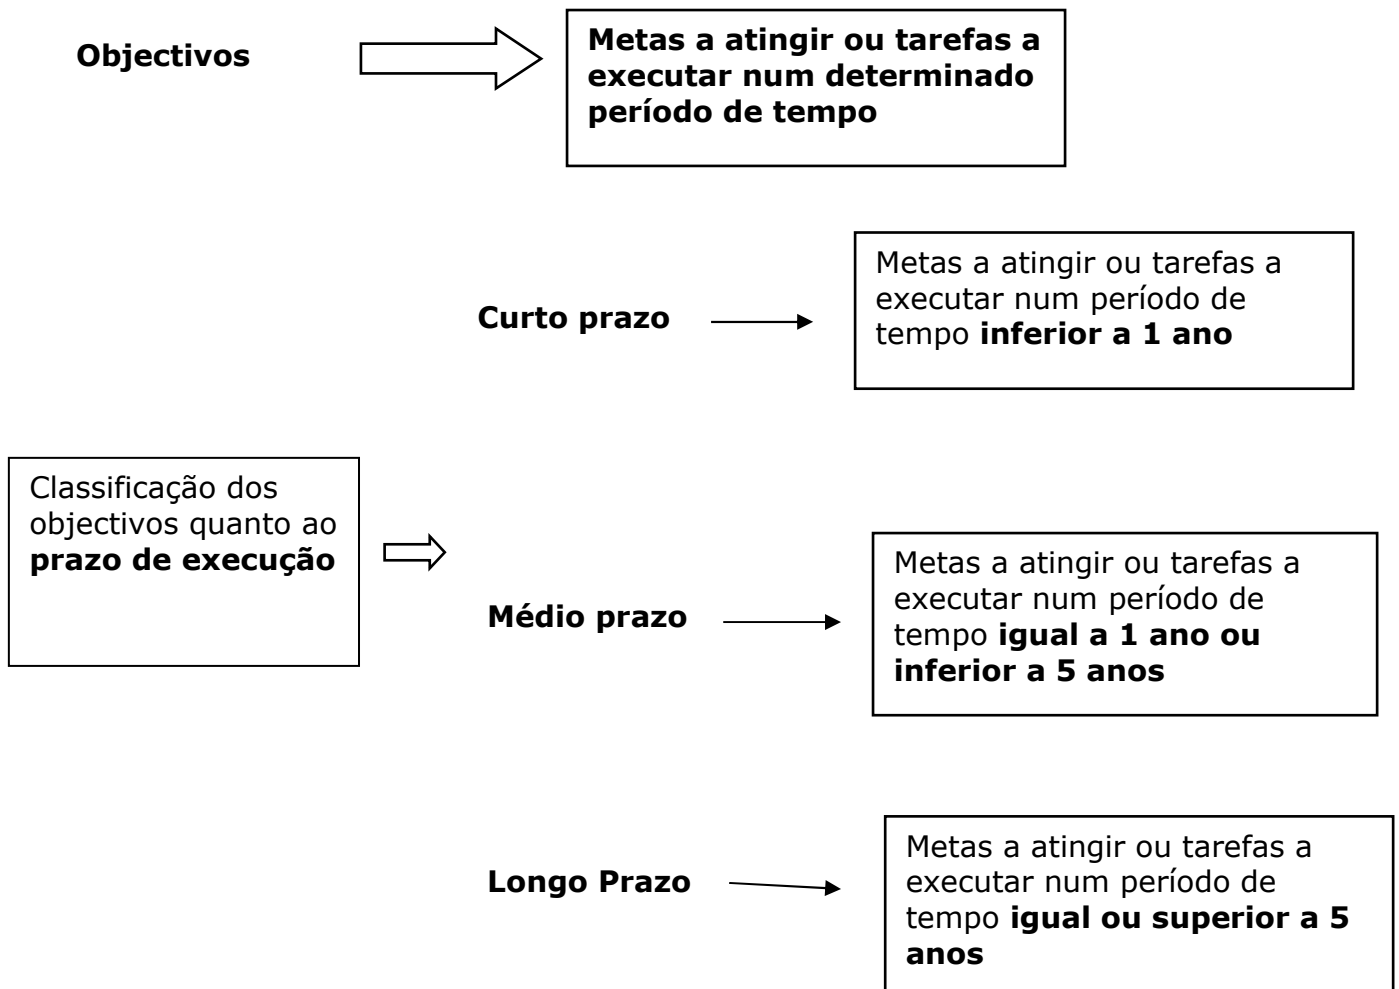 Objectivos
Metas a atingir ou tarefas a
executar num determinado
período de tempo
Curto prazo
Metas a atingir ou tarefas a
executar num período de
tempo inferior a 1 ano
Classificação dos
objectivos quanto ao
prazo de execução
Médio prazo
Metas a atingir ou tarefas a
executar num período de
tempo igual a 1 ano ou
inferior a 5 anos
Longo Prazo
Metas a atingir ou tarefas a
executar num período de
tempo igual ou superior a 5
anos